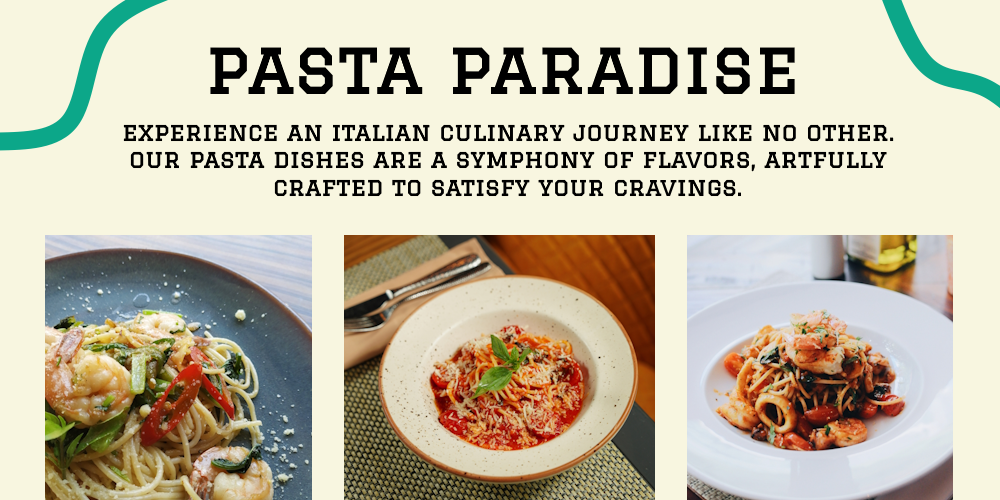 PASTA PARADISE
EXPERIENCE AN ITALIAN CULINARY JOURNEY LIKE NO OTHER.
OUR PASTA DISHES ARE A SYMPHONY OF FLAVORS, ARTFULLY
CRAFTED TO SATISFY YOUR CRAVINGS.